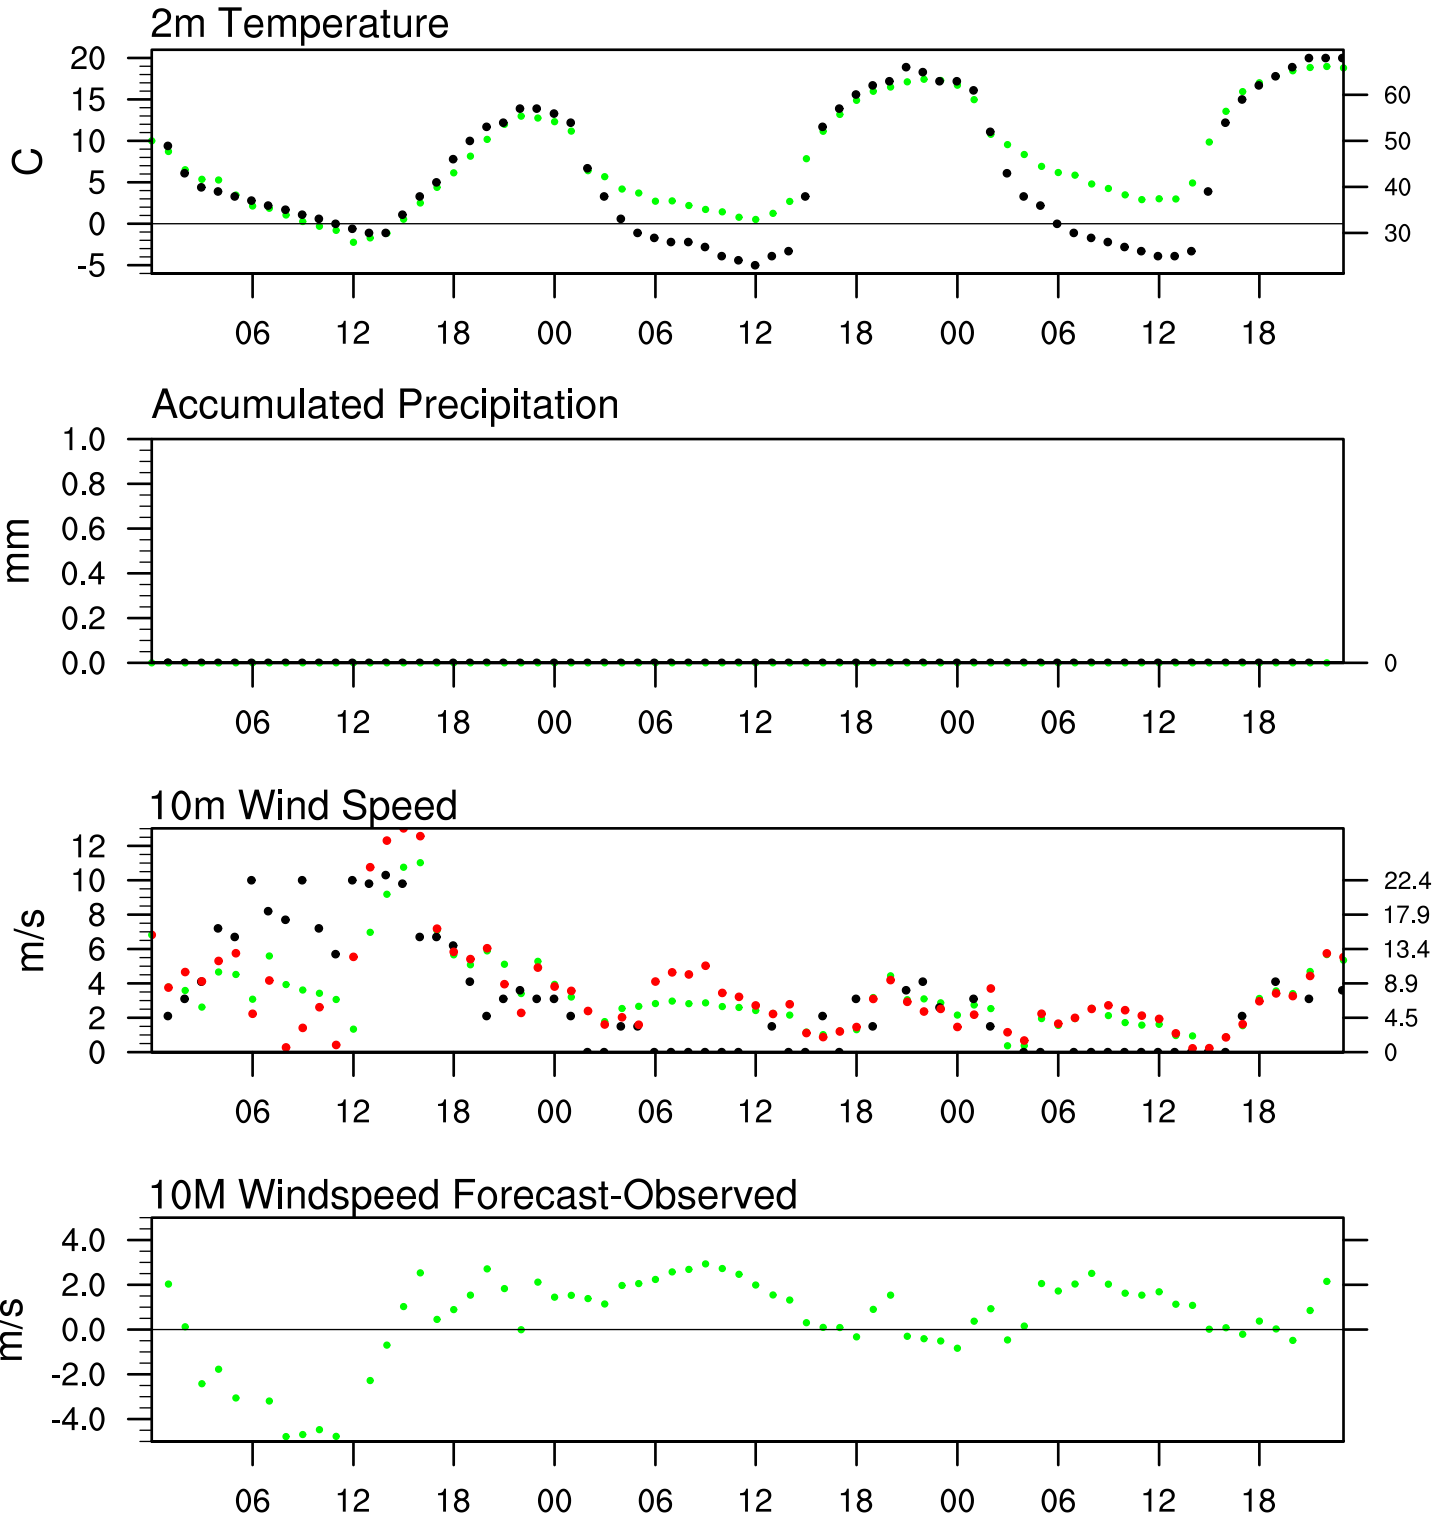 2m Temperature
20
15
10
5
0
-5
C
60
50
40
30
06 12 18 00 06 12 18 00 06 12 18
Accumulated Precipitation
1.0
0.8
0.6
0.4
0.2
0.0
mm
0
06 12 18 00 06 12 18 00 06 12 18
10m Wind Speed
12
10
8
6
4
2
0
m/s
22.4
17.9
13.4
8.9
4.5
0
06 12 18 00 06 12 18 00 06 12 18
10M Windspeed Forecast-Observed
4.0
2.0
0.0
-2.0
-4.0
m/s
06 12 18 00 06 12 18 00 06 12 18